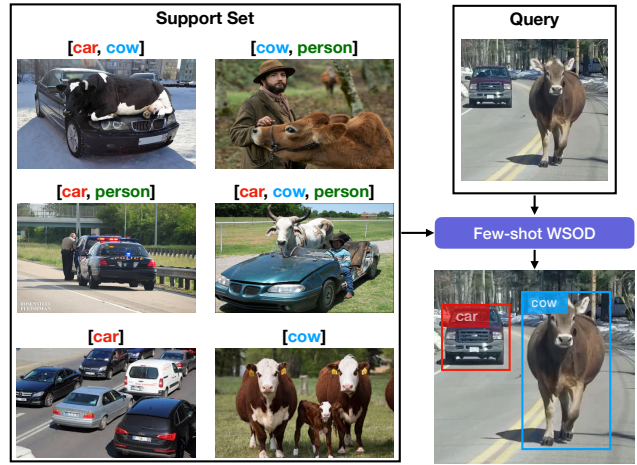 Support Set
Query
[car, cow]
[cow, person]
[car, person]
[car, cow, person]
POLICE
Few-shot WSOD
[car]
[cow]
car
cow